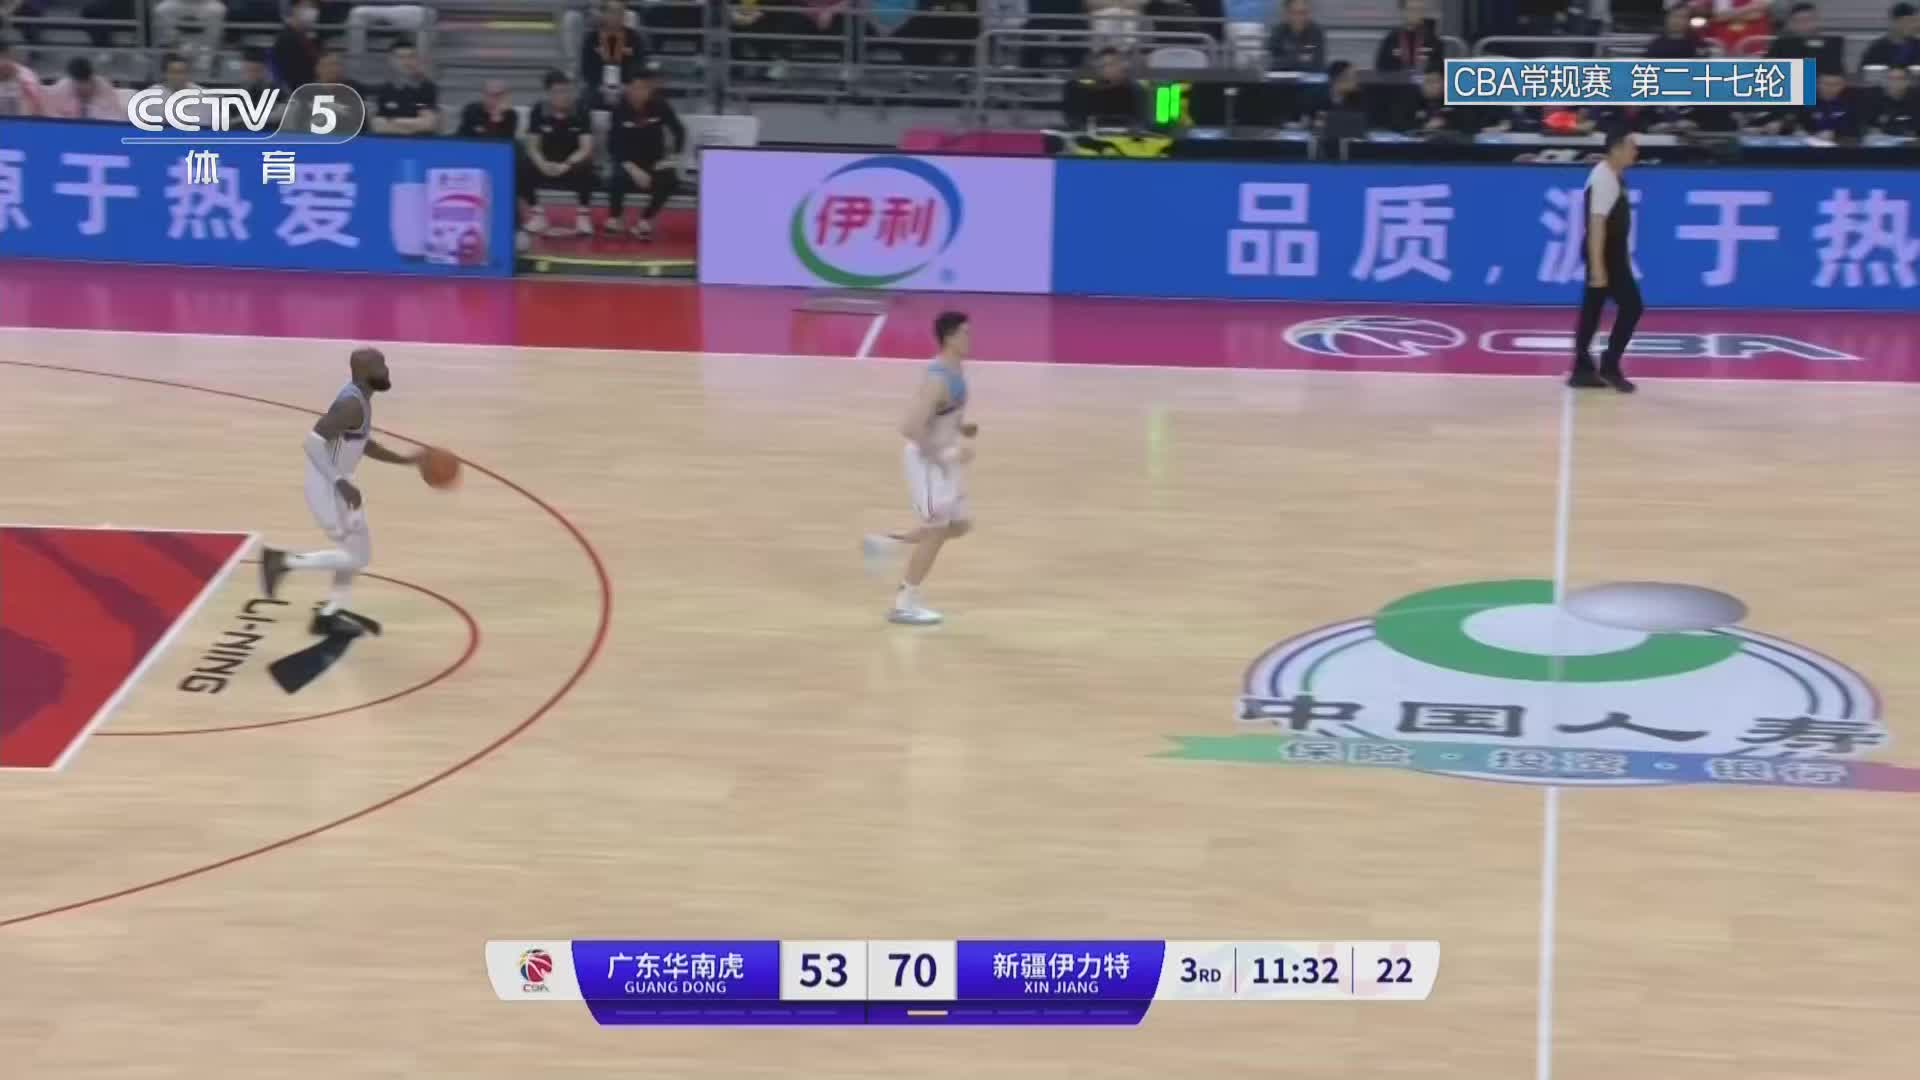 CCTV 5
体 育
CBA常规赛 第二十七轮
源于热爱
伊利
品质,源于热
CBA
LI-NING
中国人寿
保险·投资·银行
CBA
广东华南虎
GUANG DONG
53
70
新疆伊力特
XIN JIANG
3RD
11:32
22